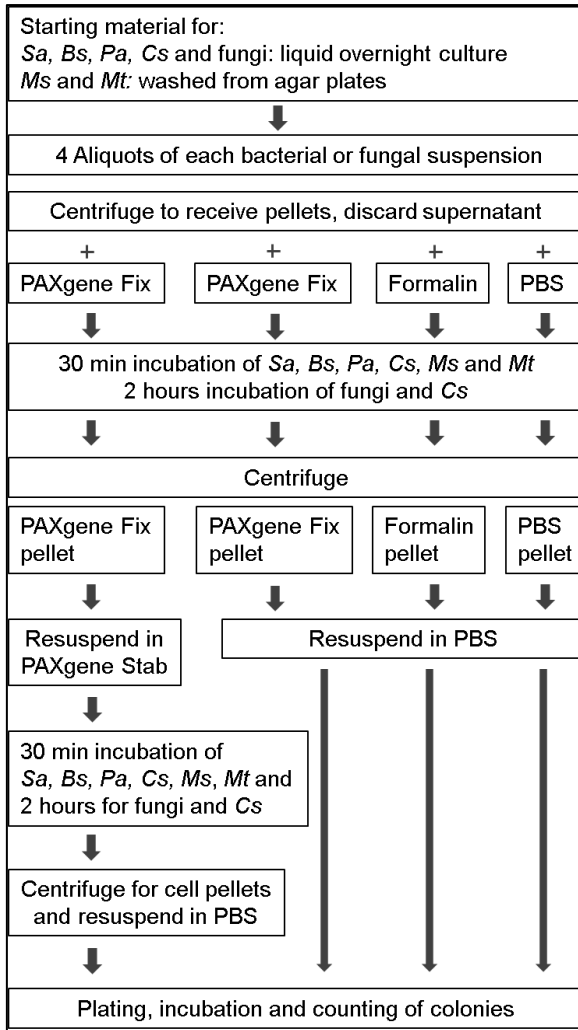 Starting material for:
Sa, Bs, Pa, Cs and fungi: liquid overnight culture
Ms and Mt: washed from agar plates
4 Aliquots of each bacterial or fungal suspension
Centrifuge to receive pellets, discard supernatant
+ + + +
PAXgene Fix PAXgene Fix Formalin PBS
30 min incubation of Sa, Bs, Pa, Cs, Ms and Mt
2 hours incubation of fungi and Cs
Centrifuge
PAXgene Fix
pellet
PAXgene Fix
pellet
Formalin
pellet
PBS
pellet
Resuspend in
PAXgene Stab
Resuspend in PBS
30 min incubation of
Sa, Bs, Pa, Cs, Ms, Mt and
2 hours for fungi and Cs
Centrifuge for cell pellets
and resuspend in PBS
Plating, incubation and counting of colonies